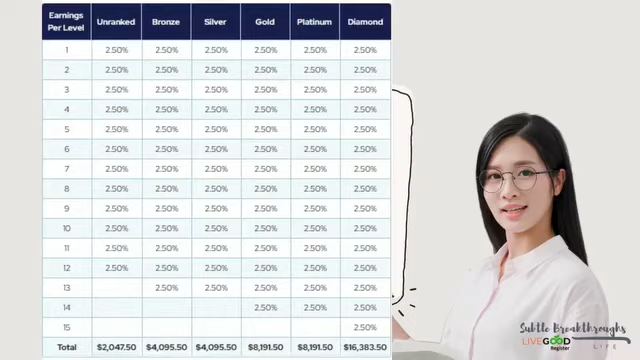 Earnings Per Level Unranked Bronze Silver Gold Platinum Diamond
1 2.50% 2.50% 2.50% 2.50% 2.50% 2.50%
2 2.50% 2.50% 2.50% 2.50% 2.50% 2.50%
3 2.50% 2.50% 2.50% 2.50% 2.50% 2.50%
4 2.50% 2.50% 2.50% 2.50% 2.50% 2.50%
5 2.50% 2.50% 2.50% 2.50% 2.50% 2.50%
6 2.50% 2.50% 2.50% 2.50% 2.50% 2.50%
7 2.50% 2.50% 2.50% 2.50% 2.50% 2.50%
8 2.50% 2.50% 2.50% 2.50% 2.50% 2.50%
9 2.50% 2.50% 2.50% 2.50% 2.50% 2.50%
10 2.50% 2.50% 2.50% 2.50% 2.50% 2.50%
11 2.50% 2.50% 2.50% 2.50% 2.50% 2.50%
12 2.50% 2.50% 2.50% 2.50% 2.50% 2.50%
13 2.50% 2.50% 2.50% 2.50% 2.50%
14 2.50% 2.50% 2.50%
15 2.50%
Total $2,047.50 $4,095.50 $4,095.50 $8,191.50 $8,191.50 $16,383.50
Subtle Breakthroughs
LIVEGOOD LIFE
Register